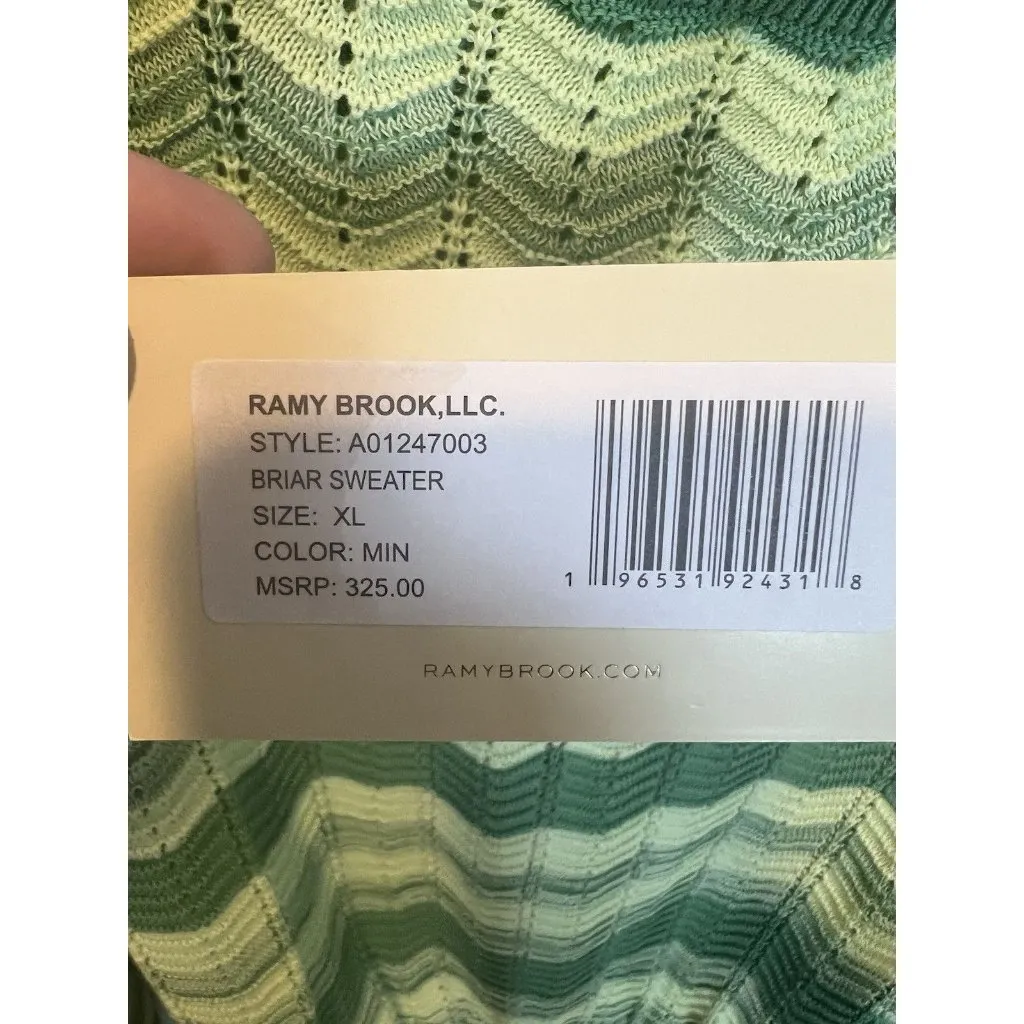 RAMY BROOK,LLC.
STYLE: A01247003
BRIAR SWEATER
SIZE: XL
COLOR: MIN
MSRP: 325.00
1 96531 92431 8
RAMYBROOK.COM